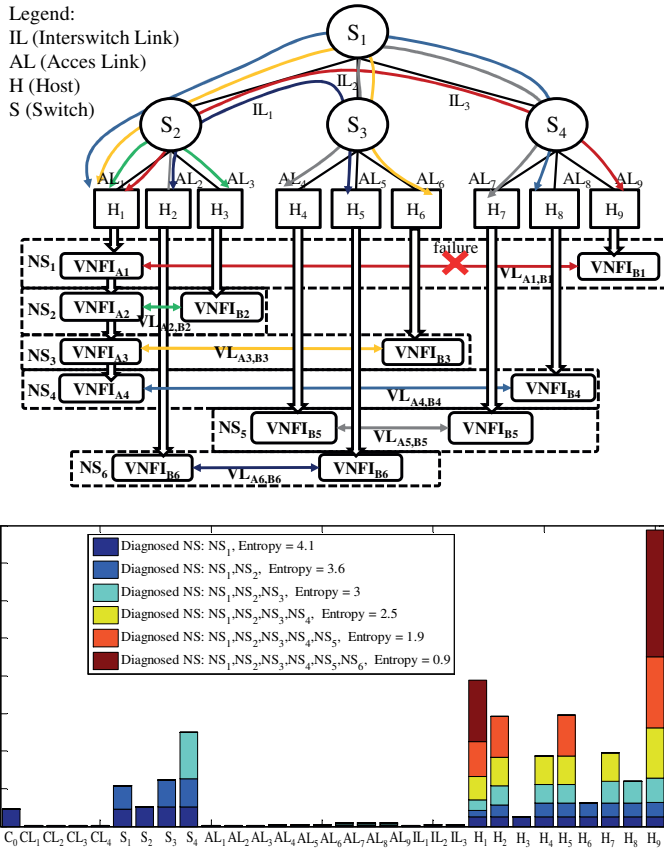 Legend:
IL (Interswitch Link)
AL (Acces Link)
H (Host)
S (Switch)
S1
IL2
IL1
IL3
S2
S3
S4
AL1
AL2
AL3
AL4
AL5
AL6
AL7
AL8
AL9
H1
H2
H3
H4
H5
H6
H7
H8
H9
failure
NS1
VNFIA1
VLA1,B1
VNFIB1
NS2
VNFIA2
VLA2,B2
VNFIB2
NS3
VNFIA3
VLA3,B3
VNFIB3
NS4
VNFIA4
VLA4,B4
VNFIB4
NS5
VNFIB5
VLA5,B5
VNFIB5
NS6
VNFIB6
VLA6,B6
VNFIB6
Diagnosed NS: NS1, Entropy = 4.1
Diagnosed NS: NS1,NS2, Entropy = 3.6
Diagnosed NS: NS1,NS2,NS3, Entropy = 3
Diagnosed NS: NS1,NS2,NS3,NS4, Entropy = 2.5
Diagnosed NS: NS1,NS2,NS3,NS4,NS5, Entropy = 1.9
Diagnosed NS: NS1,NS2,NS3,NS4,NS5,NS6, Entropy = 0.9
C0 CL1 CL2 CL3 CL4 S1 S2 S3 S4 AL1 AL2 AL3 AL4 AL5 AL6 AL7 AL8 AL9 IL1 IL2 IL3 H1 H2 H3 H4 H5 H6 H7 H8 H9